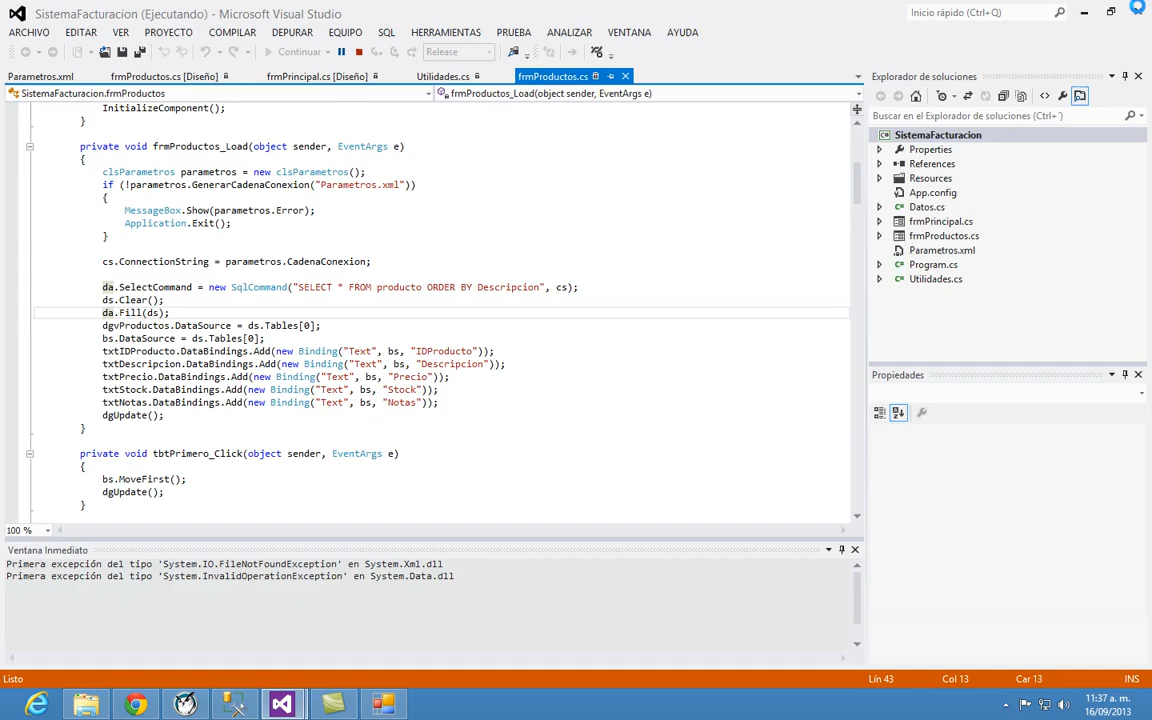 SistemaFacturacion (Ejecutando) - Microsoft Visual Studio
Inicio rápido (Ctrl+Q)
ARCHIVO EDITAR VER PROYECTO COMPILAR DEPURAR EQUIPO SQL HERRAMIENTAS PRUEBA ANALIZAR VENTANA AYUDA
Continuar
Release
Parametros.xml frmProductos.cs [Diseño] frmPrincipal.cs [Diseño] Utilidades.cs frmProductos.cs
SistemaFacturacion.frmProductos
frmProductos_Load(object sender, EventArgs e)
InitializeComponent();
}
private void frmProductos_Load(object sender, EventArgs e)
{
clsParametros parametros = new clsParametros();
if (!parametros.GenerarCadenaConexion("Parametros.xml"))
{
MessageBox.Show(parametros.Error);
Application.Exit();
}
cs.ConnectionString = parametros.CadenaConexion;
da.SelectCommand = new SqlCommand("SELECT * FROM producto ORDER BY Descripcion", cs);
ds.Clear();
da.Fill(ds);
dgvProductos.DataSource = ds.Tables[0];
bs.DataSource = ds.Tables[0];
txtIDProducto.DataBindings.Add(new Binding("Text", bs, "IDProducto"));
txtDescripcion.DataBindings.Add(new Binding("Text", bs, "Descripcion"));
txtPrecio.DataBindings.Add(new Binding("Text", bs, "Precio"));
txtStock.DataBindings.Add(new Binding("Text", bs, "Stock"));
txtNotas.DataBindings.Add(new Binding("Text", bs, "Notas"));
dgUpdate();
}
private void tbtPrimero_Click(object sender, EventArgs e)
{
bs.MoveFirst();
dgUpdate();
}
100 %
Ventana Inmediato
Primera excepción del tipo 'System.IO.FileNotFoundException' en System.Xml.dll
Primera excepción del tipo 'System.InvalidOperationException' en System.Data.dll
Explorador de soluciones
Buscar en el Explorador de soluciones (Ctrl+´)
SistemaFacturacion
Properties
References
Resources
App.config
Datos.cs
frmPrincipal.cs
frmProductos.cs
Parametros.xml
Program.cs
Utilidades.cs
Propiedades
Listo
Lín 43 Col 13 Car 13 INS
11:37 a. m.
16/09/2013